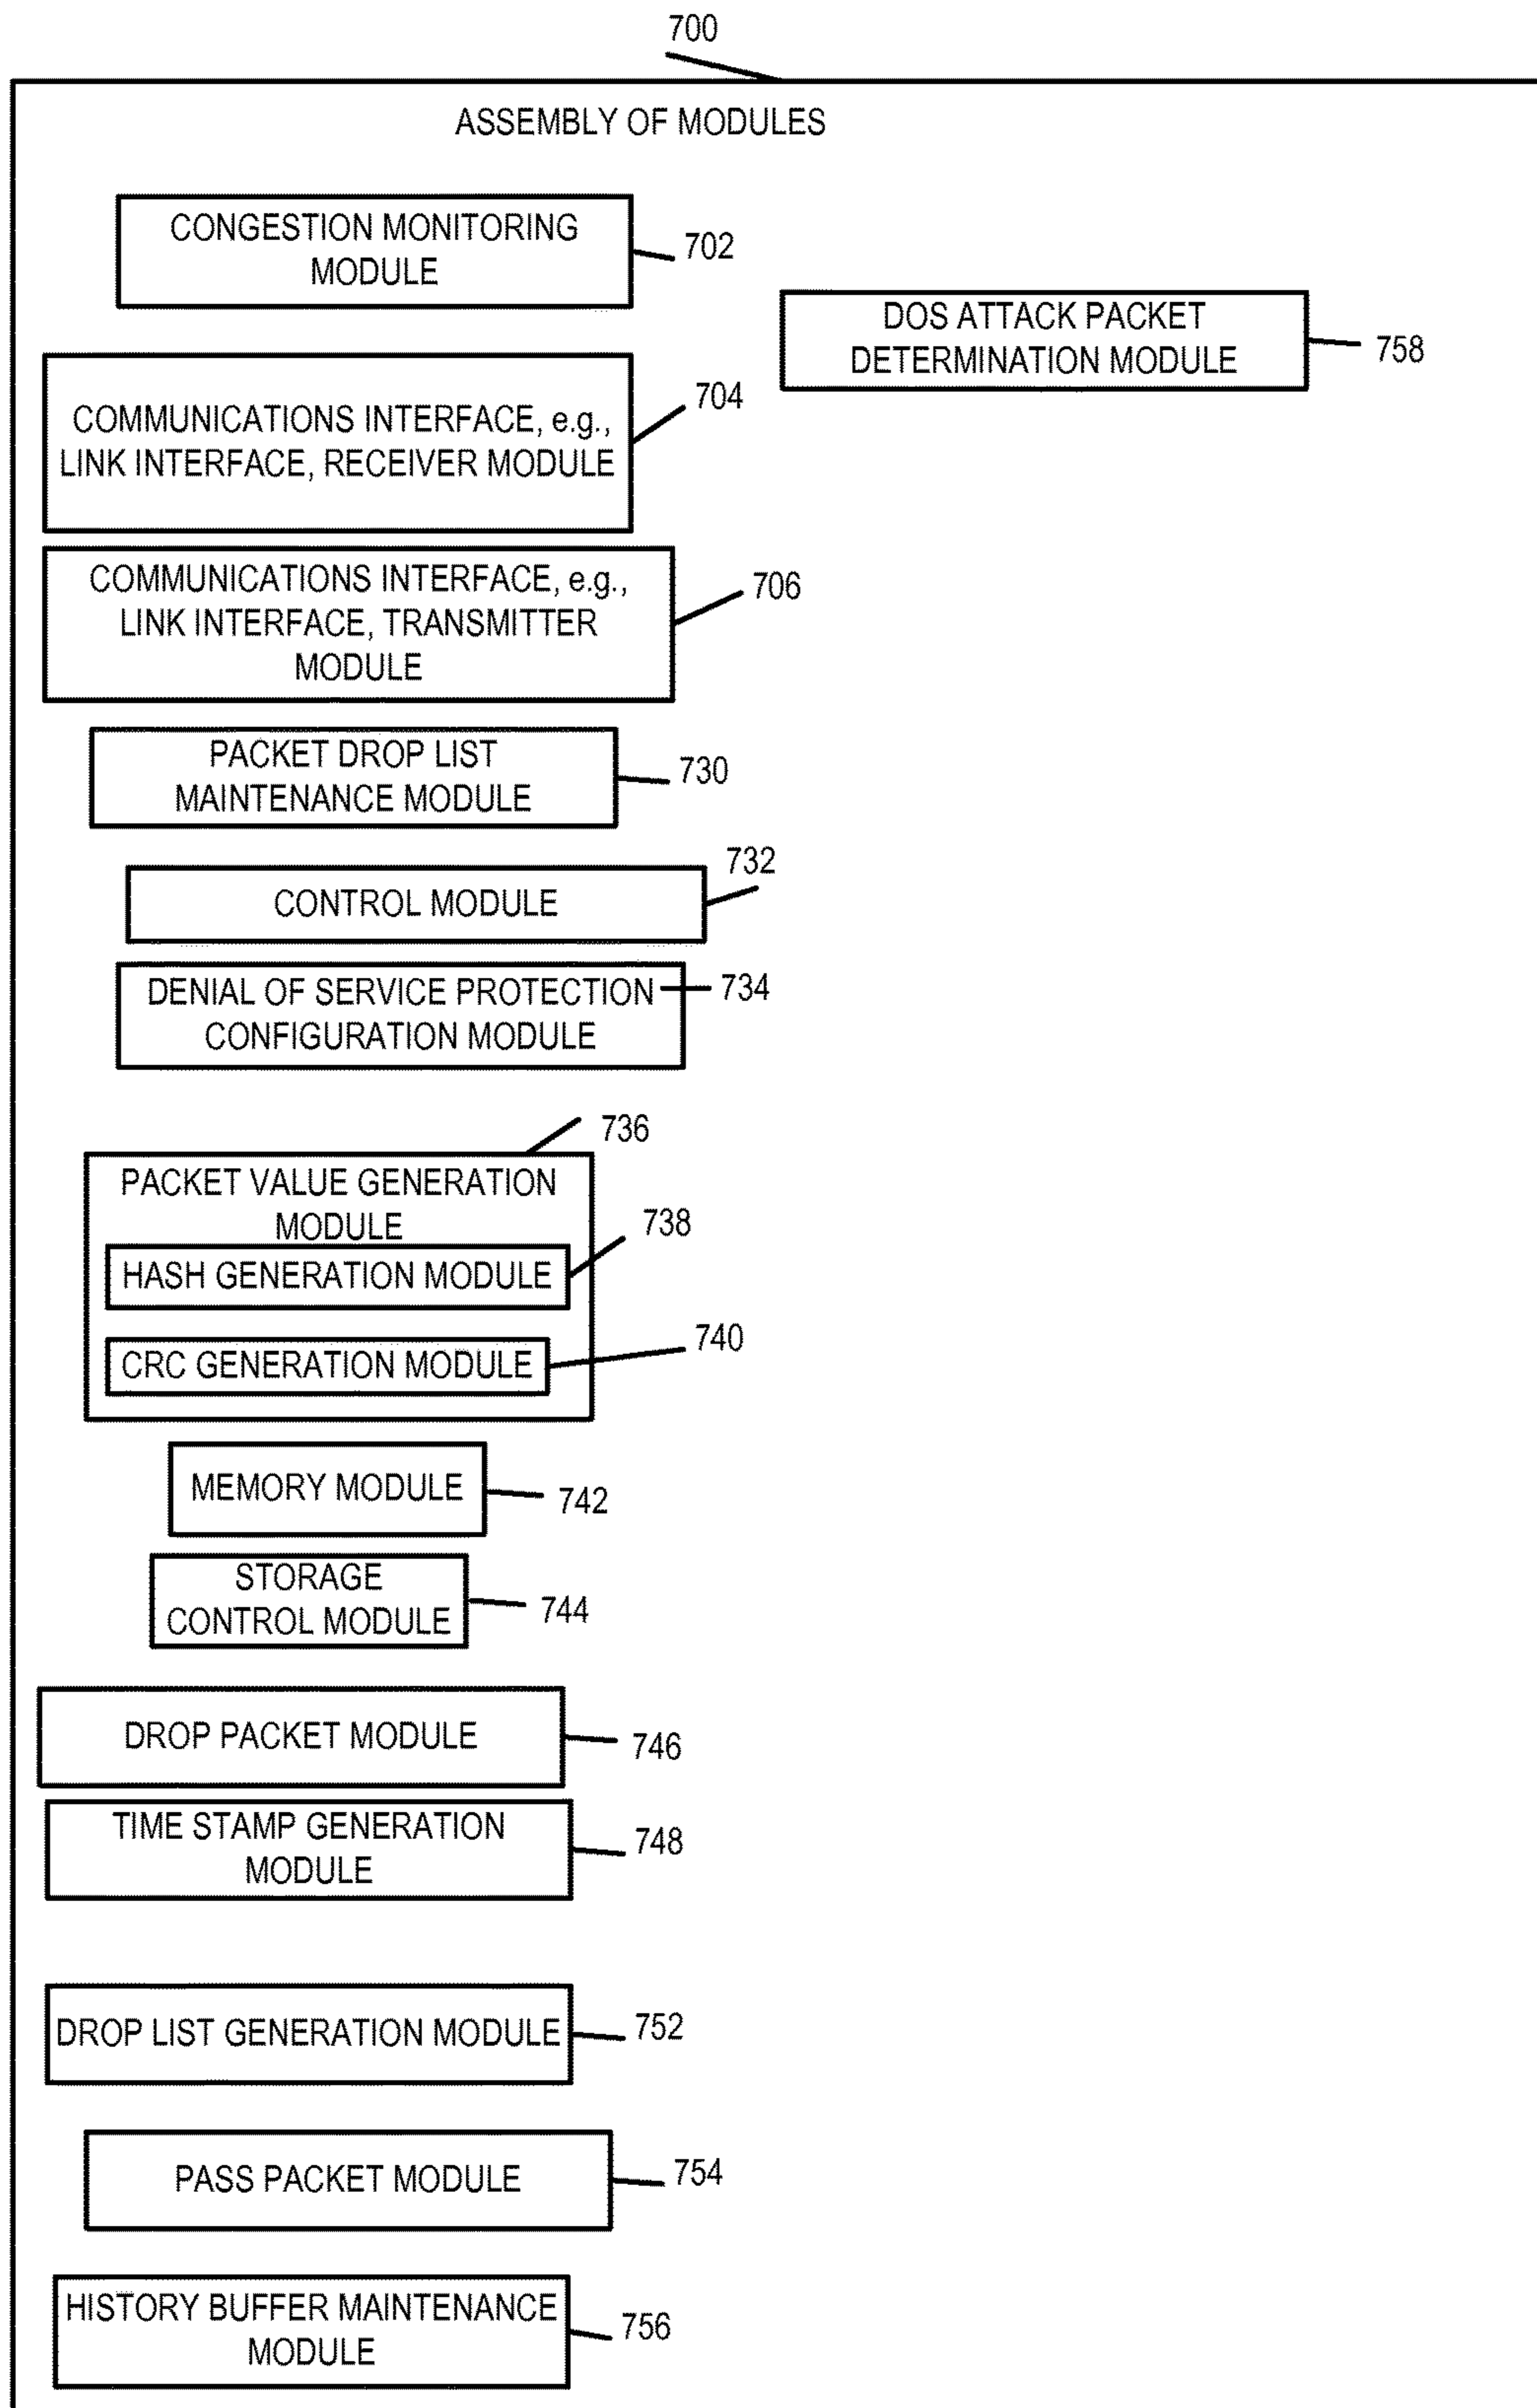 700
ASSEMBLY OF MODULES
CONGESTION MONITORING
MODULE
702
DOS ATTACK PACKET
DETERMINATION MODULE
758
COMMUNICATIONS INTERFACE, e.g.,
LINK INTERFACE, RECEIVER MODULE
704
COMMUNICATIONS INTERFACE, e.g.,
LINK INTERFACE, TRANSMITTER
MODULE
706
PACKET DROP LIST
MAINTENANCE MODULE
730
CONTROL MODULE
732
DENIAL OF SERVICE PROTECTION
CONFIGURATION MODULE
734
736
PACKET VALUE GENERATION
MODULE
HASH GENERATION MODULE
738
CRC GENERATION MODULE
740
MEMORY MODULE
742
STORAGE
CONTROL MODULE
744
DROP PACKET MODULE
746
TIME STAMP GENERATION
MODULE
748
DROP LIST GENERATION MODULE
752
PASS PACKET MODULE
754
HISTORY BUFFER MAINTENANCE
MODULE
756